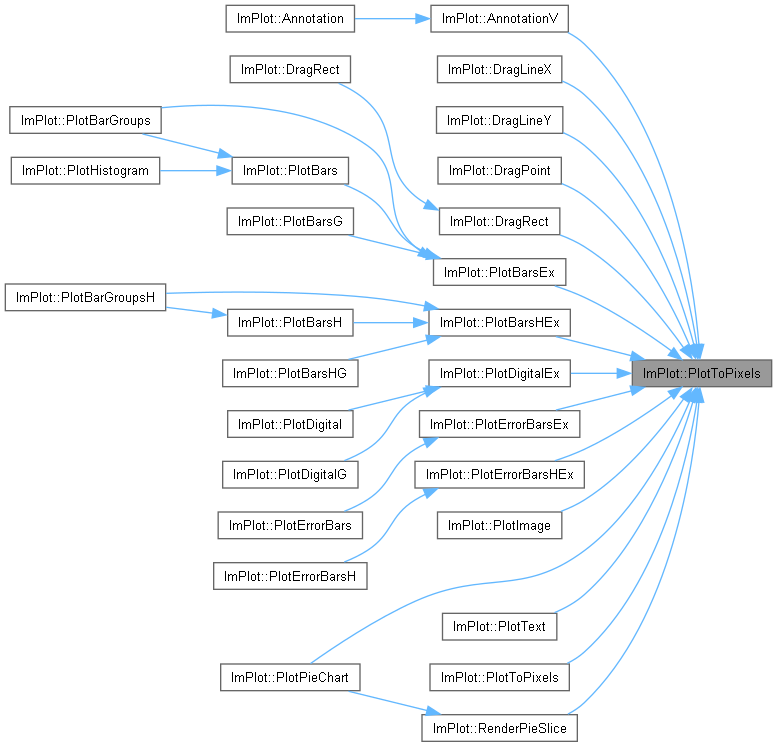 ImPlot::Annotation
ImPlot::AnnotationV
ImPlot::DragRect
ImPlot::DragLineX
ImPlot::PlotBarGroups
ImPlot::DragLineY
ImPlot::PlotHistogram
ImPlot::PlotBars
ImPlot::DragPoint
ImPlot::PlotBarsG
ImPlot::DragRect
ImPlot::PlotBarsEx
ImPlot::PlotBarGroupsH
ImPlot::PlotBarsH
ImPlot::PlotBarsHEx
ImPlot::PlotBarsHG
ImPlot::PlotDigitalEx
ImPlot::PlotToPixels
ImPlot::PlotDigital
ImPlot::PlotErrorBarsEx
ImPlot::PlotDigitalG
ImPlot::PlotErrorBarsHEx
ImPlot::PlotErrorBars
ImPlot::PlotImage
ImPlot::PlotErrorBarsH
ImPlot::PlotText
ImPlot::PlotPieChart
ImPlot::PlotToPixels
ImPlot::RenderPieSlice